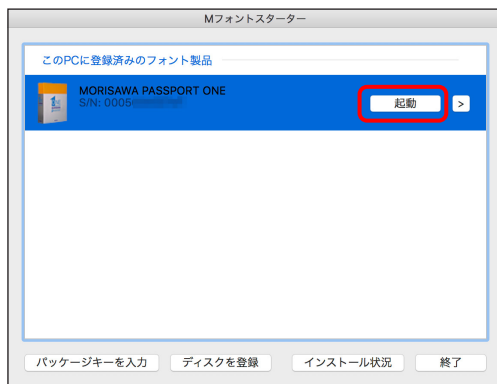 Mフォントスターター
このPCに登録済みのフォント製品
MORISAWA PASSPORT ONE
S/N: 0005
起動
>
パッケージキーを入力
ディスクを登録
インストール状況
終了